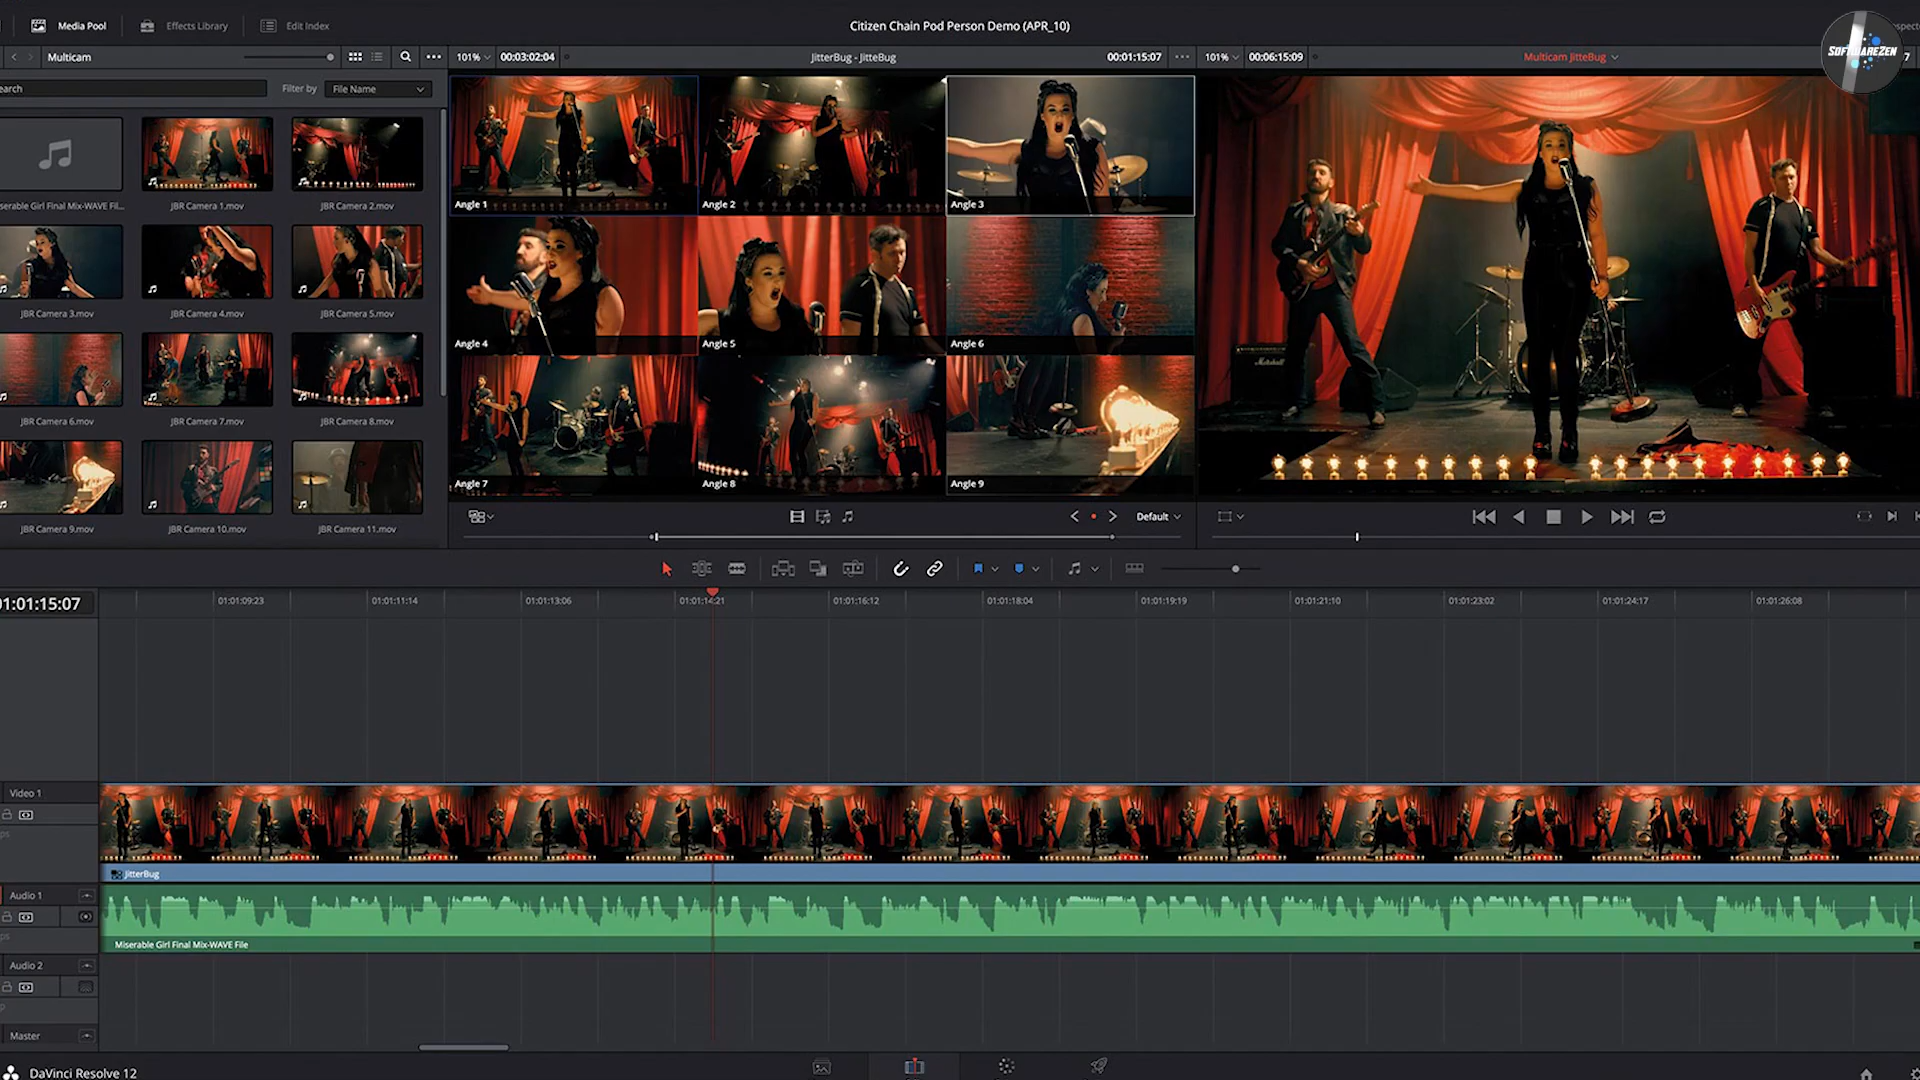 Media Pool
Effects Library
Edit Index
Citizen Chain Pod Person Demo (APR_10)
SOFTWAREZEN
Multicam
101%
00:03:02:04
JitterBug - JitteBug
00:01:15:07
101%
00:06:15:09
Multicam JitteBug
earch
Filter by
File Name
serable Girl Final Mix-WAVE Fil...
JBR Camera 1.mov
JBR Camera 2.mov
JBR Camera 3.mov
JBR Camera 4.mov
JBR Camera 5.mov
JBR Camera 6.mov
JBR Camera 7.mov
JBR Camera 8.mov
JBR Camera 9.mov
JBR Camera 10.mov
JBR Camera 11.mov
Angle 1
Angle 2
Angle 3
Angle 4
Angle 5
Angle 6
Angle 7
Angle 8
Angle 9
Marshall
Default
01:01:15:07
01:01:09:23
01:01:11:14
01:01:13:06
01:01:14:21
01:01:16:12
01:01:18:04
01:01:19:19
01:01:21:10
01:01:23:02
01:01:24:17
01:01:26:08
Video 1
JitterBug
Audio 1
Miserable Girl Final Mix-WAVE File
Audio 2
Master
DaVinci Resolve 12